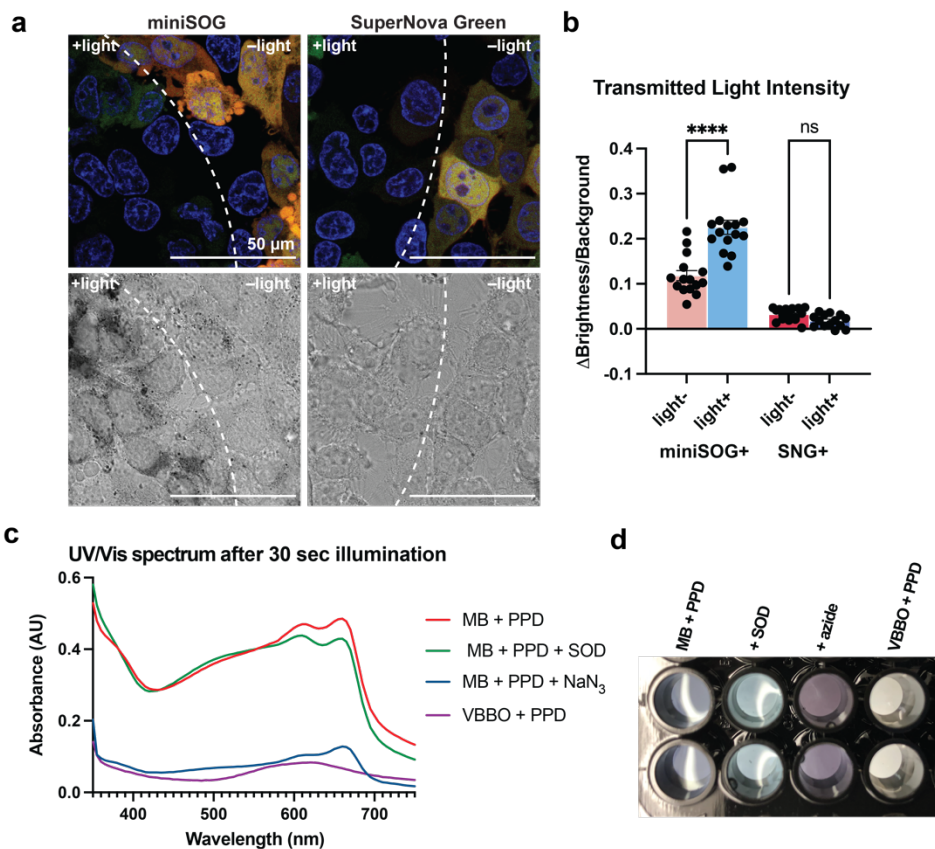 a
miniSOG
SuperNova Green
+light
–light
+light
–light
50 µm
+light
–light
+light
–light
b
Transmitted Light Intensity
****
ns
ΔBrightness/Background
0.4
0.3
0.2
0.1
0.0
-0.1
light-
light+
light-
light+
miniSOG+
SNG+
c
UV/Vis spectrum after 30 sec illumination
Absorbance (AU)
0.6
0.4
0.2
0.0
400
500
600
700
Wavelength (nm)
MB + PPD
MB + PPD + SOD
MB + PPD + NaN₃
VBBO + PPD
d
MB + PPD
+ SOD
+ azide
VBBO + PPD